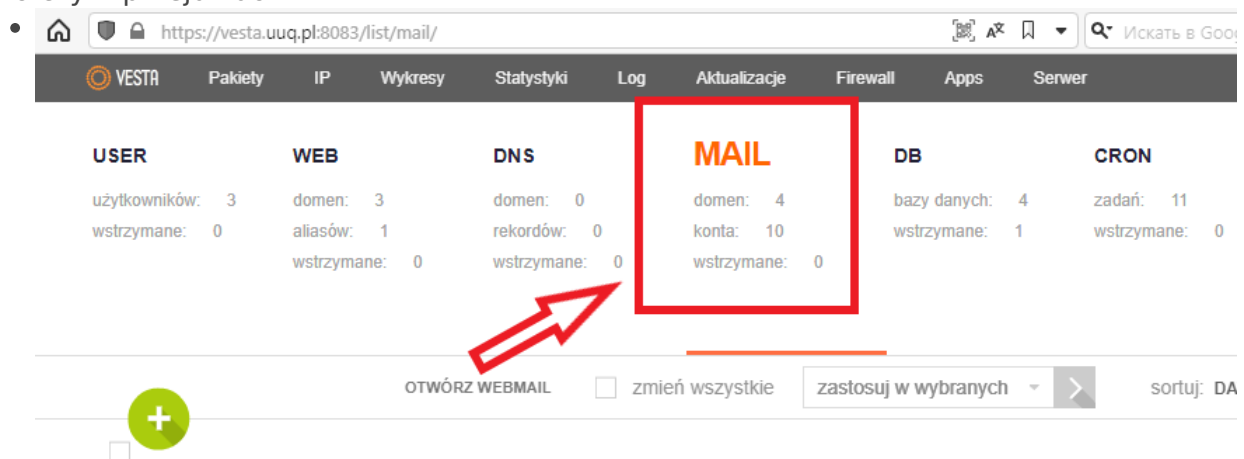 https://vesta.uuq.pl:8083/list/mail/ Искать в Goo
VESTA Pakiety IP Wykresy Statystyki Log Aktualizacje Firewall Apps Serwer
USER WEB DNS MAIL DB CRON
użytkowników: 3 domen: 3 domen: 0 domen: 4 bazy danych: 4 zadań: 11
wstrzymane: 0 aliasów: 1 rekordów: 0 konta: 10 wstrzymane: 1 wstrzymane: 0
wstrzymane: 0 wstrzymane: 0 wstrzymane: 0
OTWÓRZ WEBMAIL zmień wszystkie zastosuj w wybranych sortuj: DA